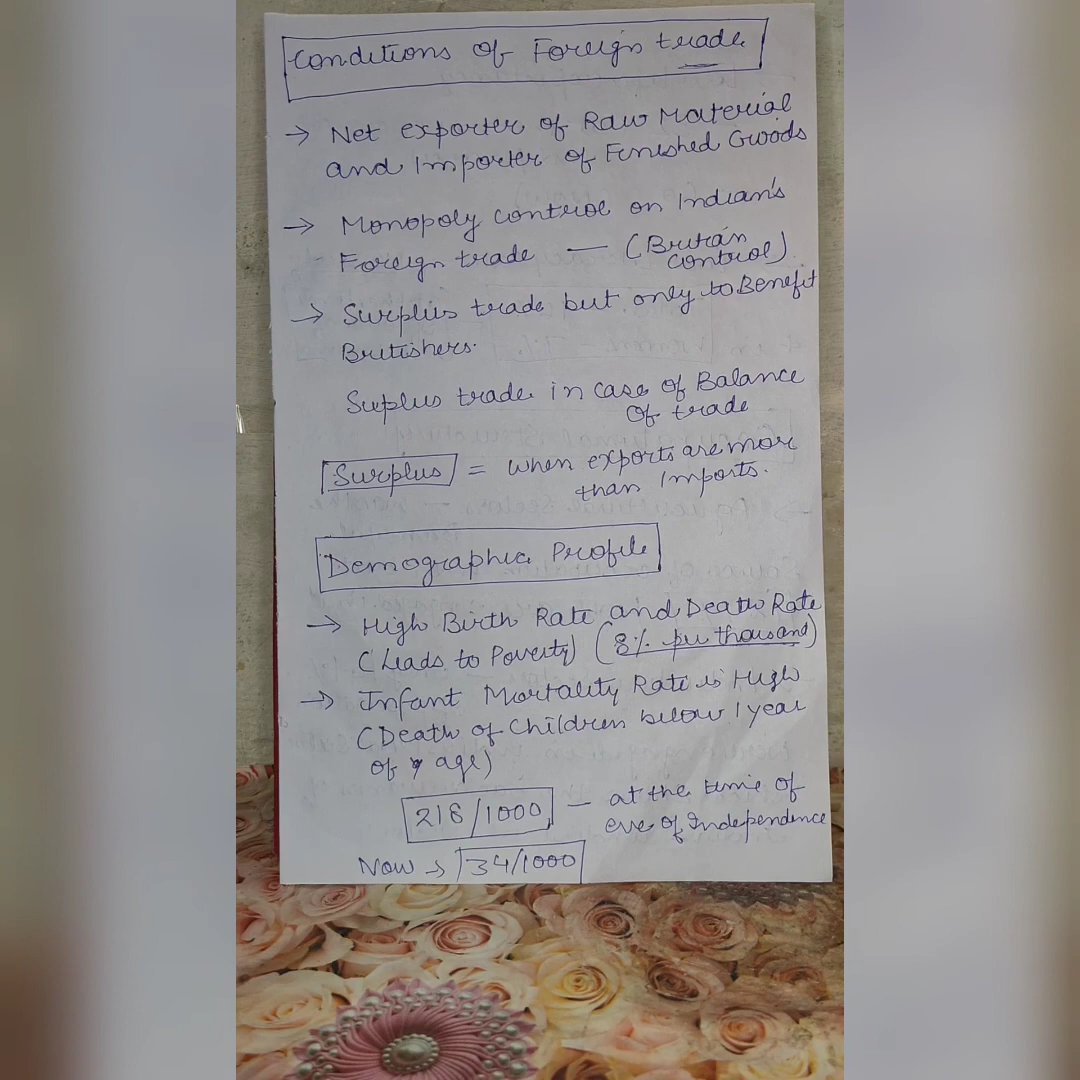 Conditions of Foreign trade
→ Net exporter of Raw Material
and Importer of Finished Goods
→ Monopoly control on Indian's
Foreign trade — (Britain
control)
→ Surplus trade but only to Benefit
Britishers.
Suplus trade in case of Balance
of trade
Surplus = when exports are more
than Imports.
Demographic Profile
→ High Birth Rate and Death Rate
(Leads to Poverty) (8% per thousand)
→ Infant Mortality Rate is High
(Death of Children below 1 year
of age)
218/1000 — at the time of
eve of Independence
Now → 34/1000